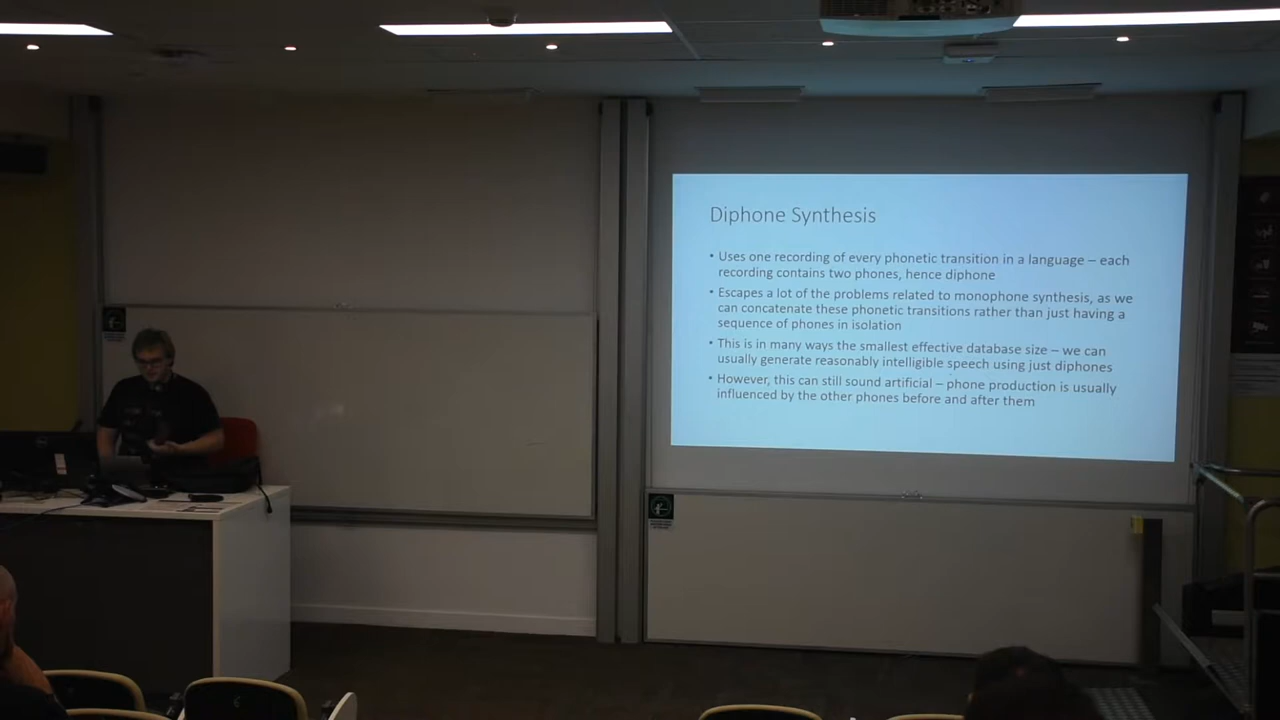 Diphone Synthesis
• Uses one recording of every phonetic transition in a language – each
recording contains two phones, hence diphone
• Escapes a lot of the problems related to monophone synthesis, as we
can concatenate these phonetic transitions rather than just having a
sequence of phones in isolation
• This is in many ways the smallest effective database size – we can
usually generate reasonably intelligible speech using just diphones
• However, this can still sound artificial – phone production is usually
influenced by the other phones before and after them